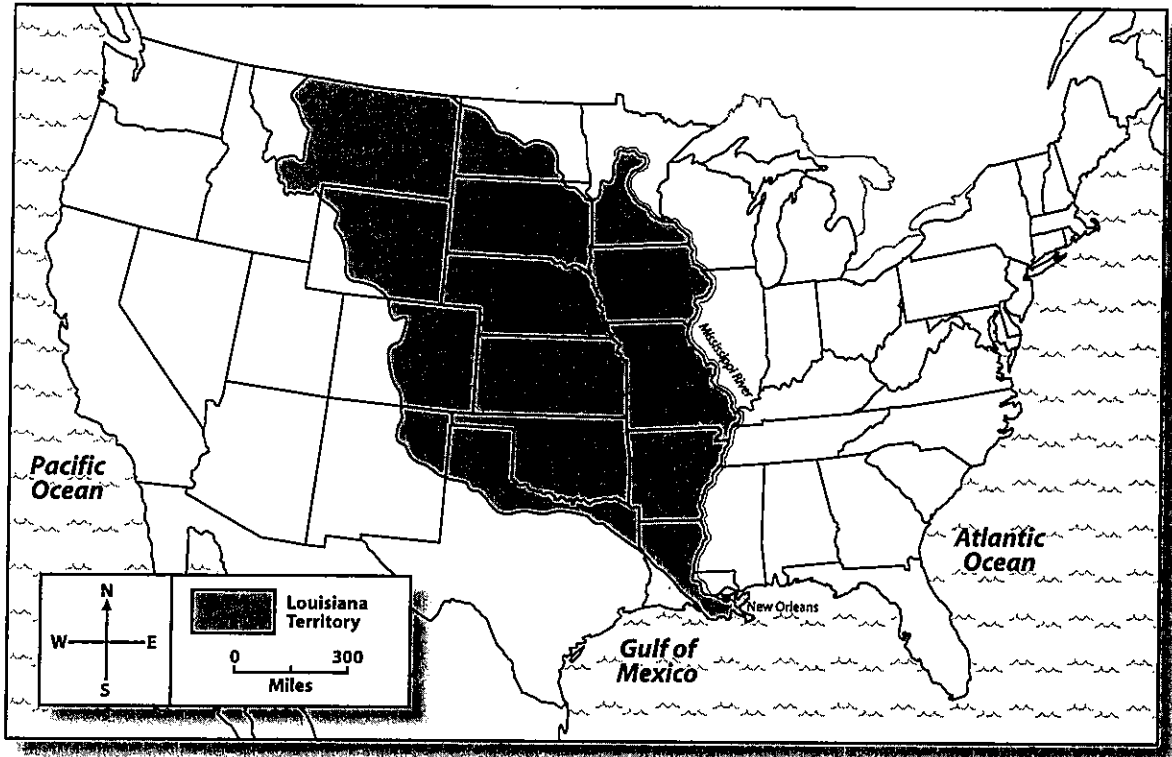 Mississippi River
Pacific
Ocean
Atlantic
Ocean
New Orleans
Gulf of
Mexico
N
W
E
S
Louisiana
Territory
0
300
Miles